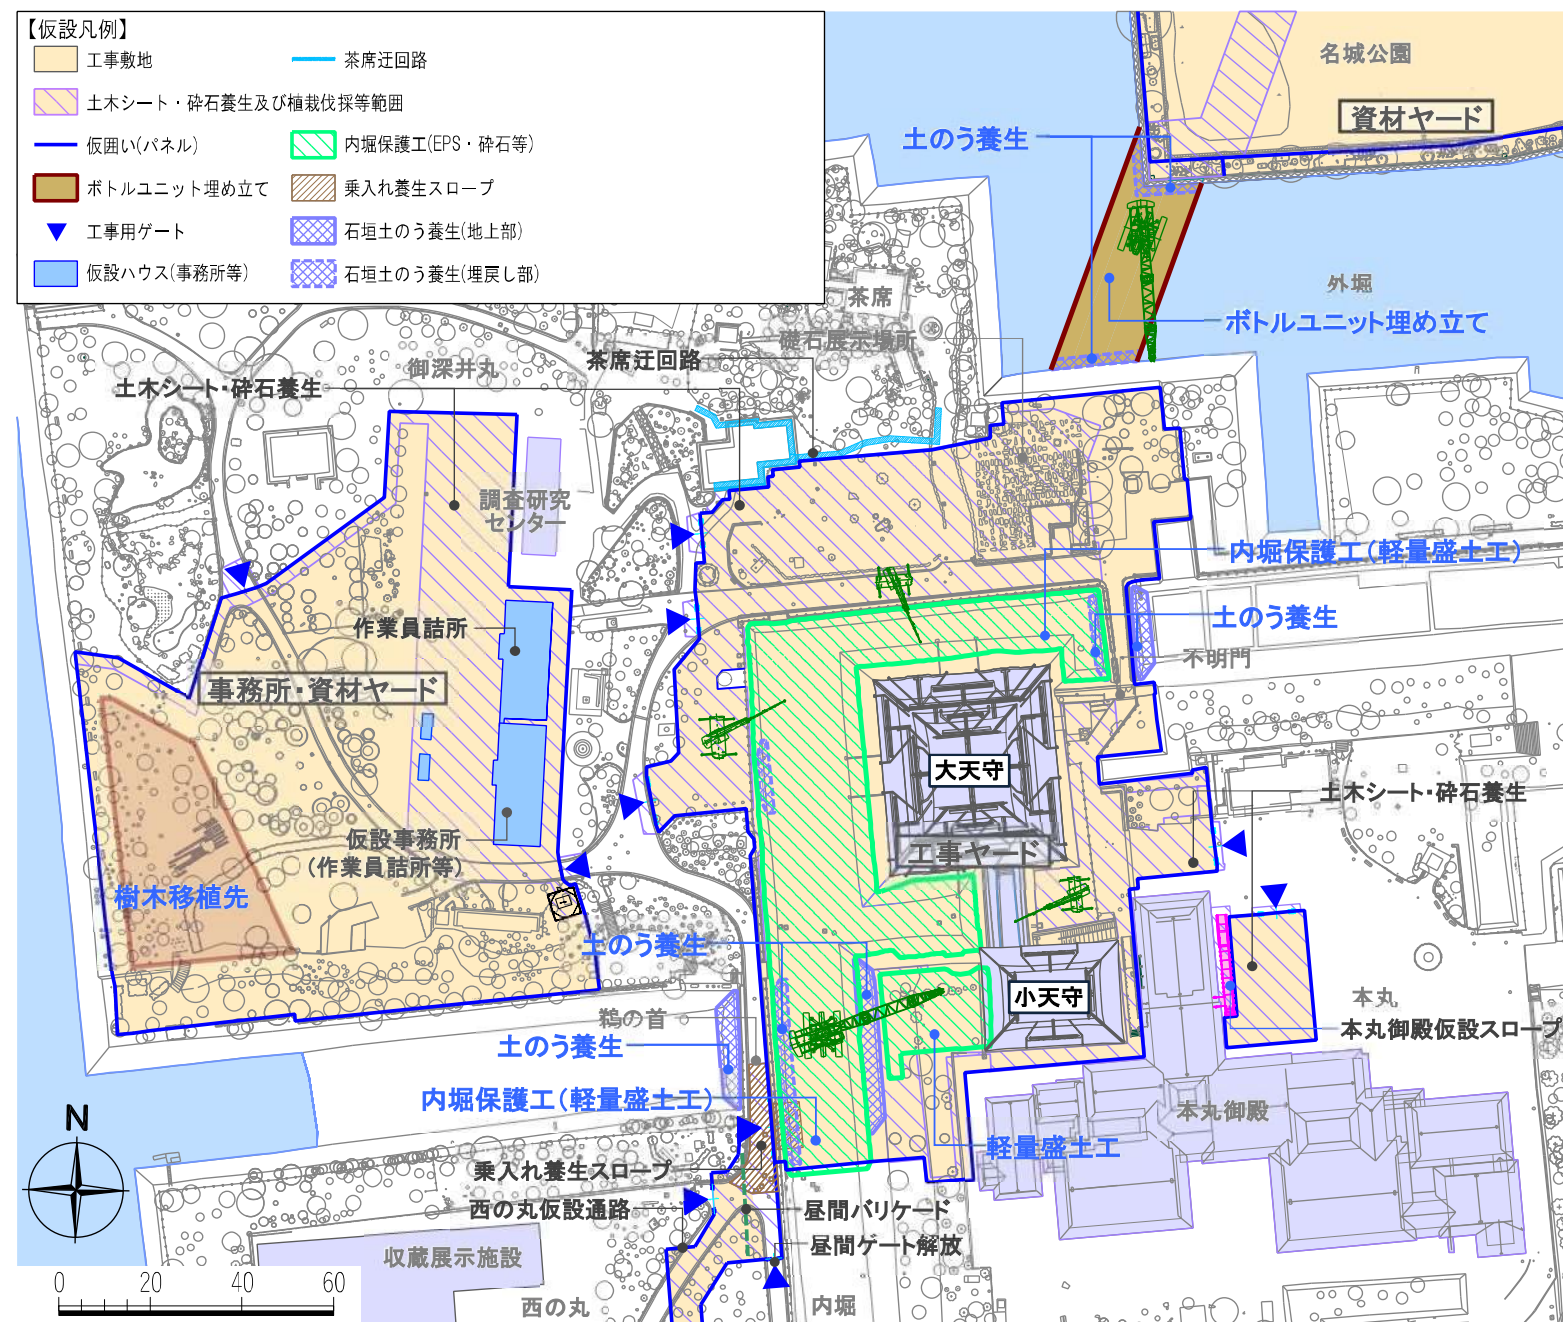 【仮設凡例】
工事敷地
茶席迂回路
土木シート・砕石養生及び植栽伐採等範囲
仮囲い(パネル)
内堀保護工(EPS・砕石等)
ボトルユニット埋め立て
乗入れ養生スロープ
工事用ゲート
石垣土のう養生(地上部)
仮設ハウス(事務所等)
石垣土のう養生(埋戻し部)
名城公園
資材ヤード
土のう養生
外堀
ボトルユニット埋め立て
茶席
礎石展示場所
茶席迂回路
御深井丸
土木シート・砕石養生
調査研究
センター
内堀保護工(軽量盛土工)
土のう養生
不明門
作業員詰所
事務所・資材ヤード
大天守
土木シート・砕石養生
仮設事務所
(作業員詰所等)
工事ヤード
樹木移植先
土のう養生
小天守
本丸
鵜の首
本丸御殿仮設スロープ
土のう養生
内堀保護工(軽量盛土工)
本丸御殿
軽量盛土工
N
乗入れ養生スロープ
西の丸仮設通路
昼間バリケード
昼間ゲート解放
収蔵展示施設
0 20 40 60
西の丸
内堀